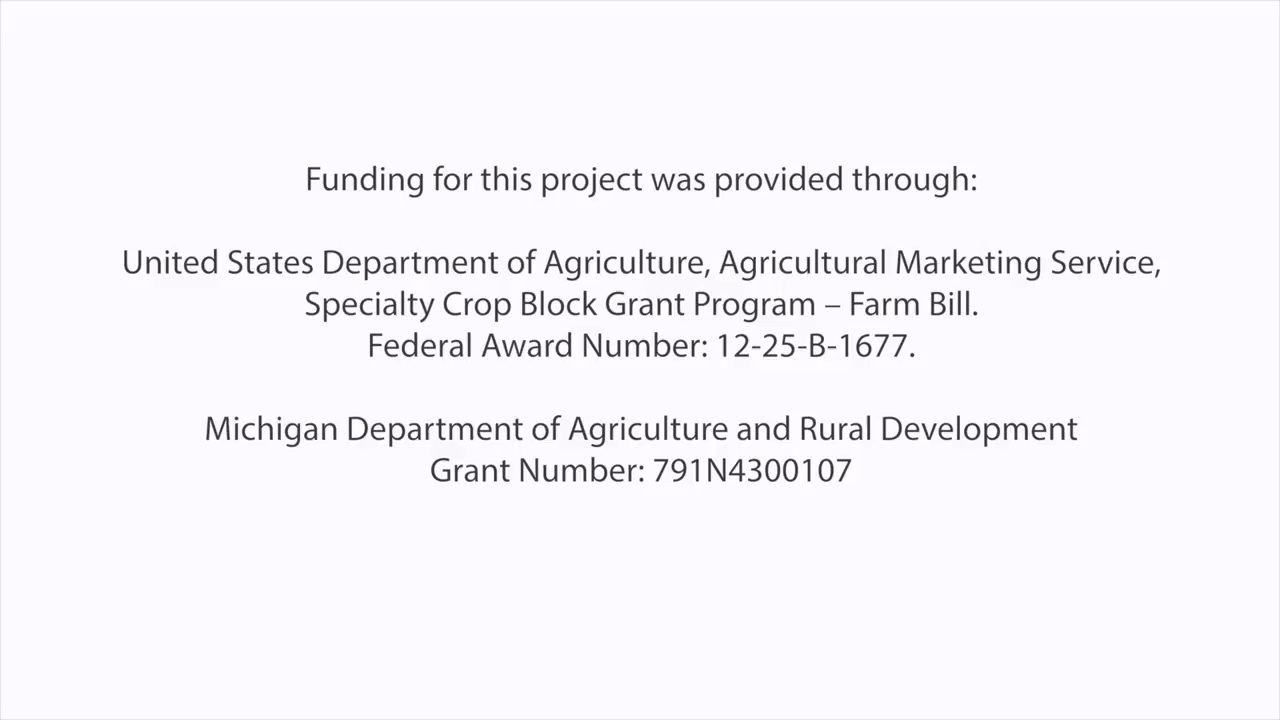 Funding for this project was provided through:
United States Department of Agriculture, Agricultural Marketing Service,
Specialty Crop Block Grant Program – Farm Bill.
Federal Award Number: 12-25-B-1677.
Michigan Department of Agriculture and Rural Development
Grant Number: 791N4300107